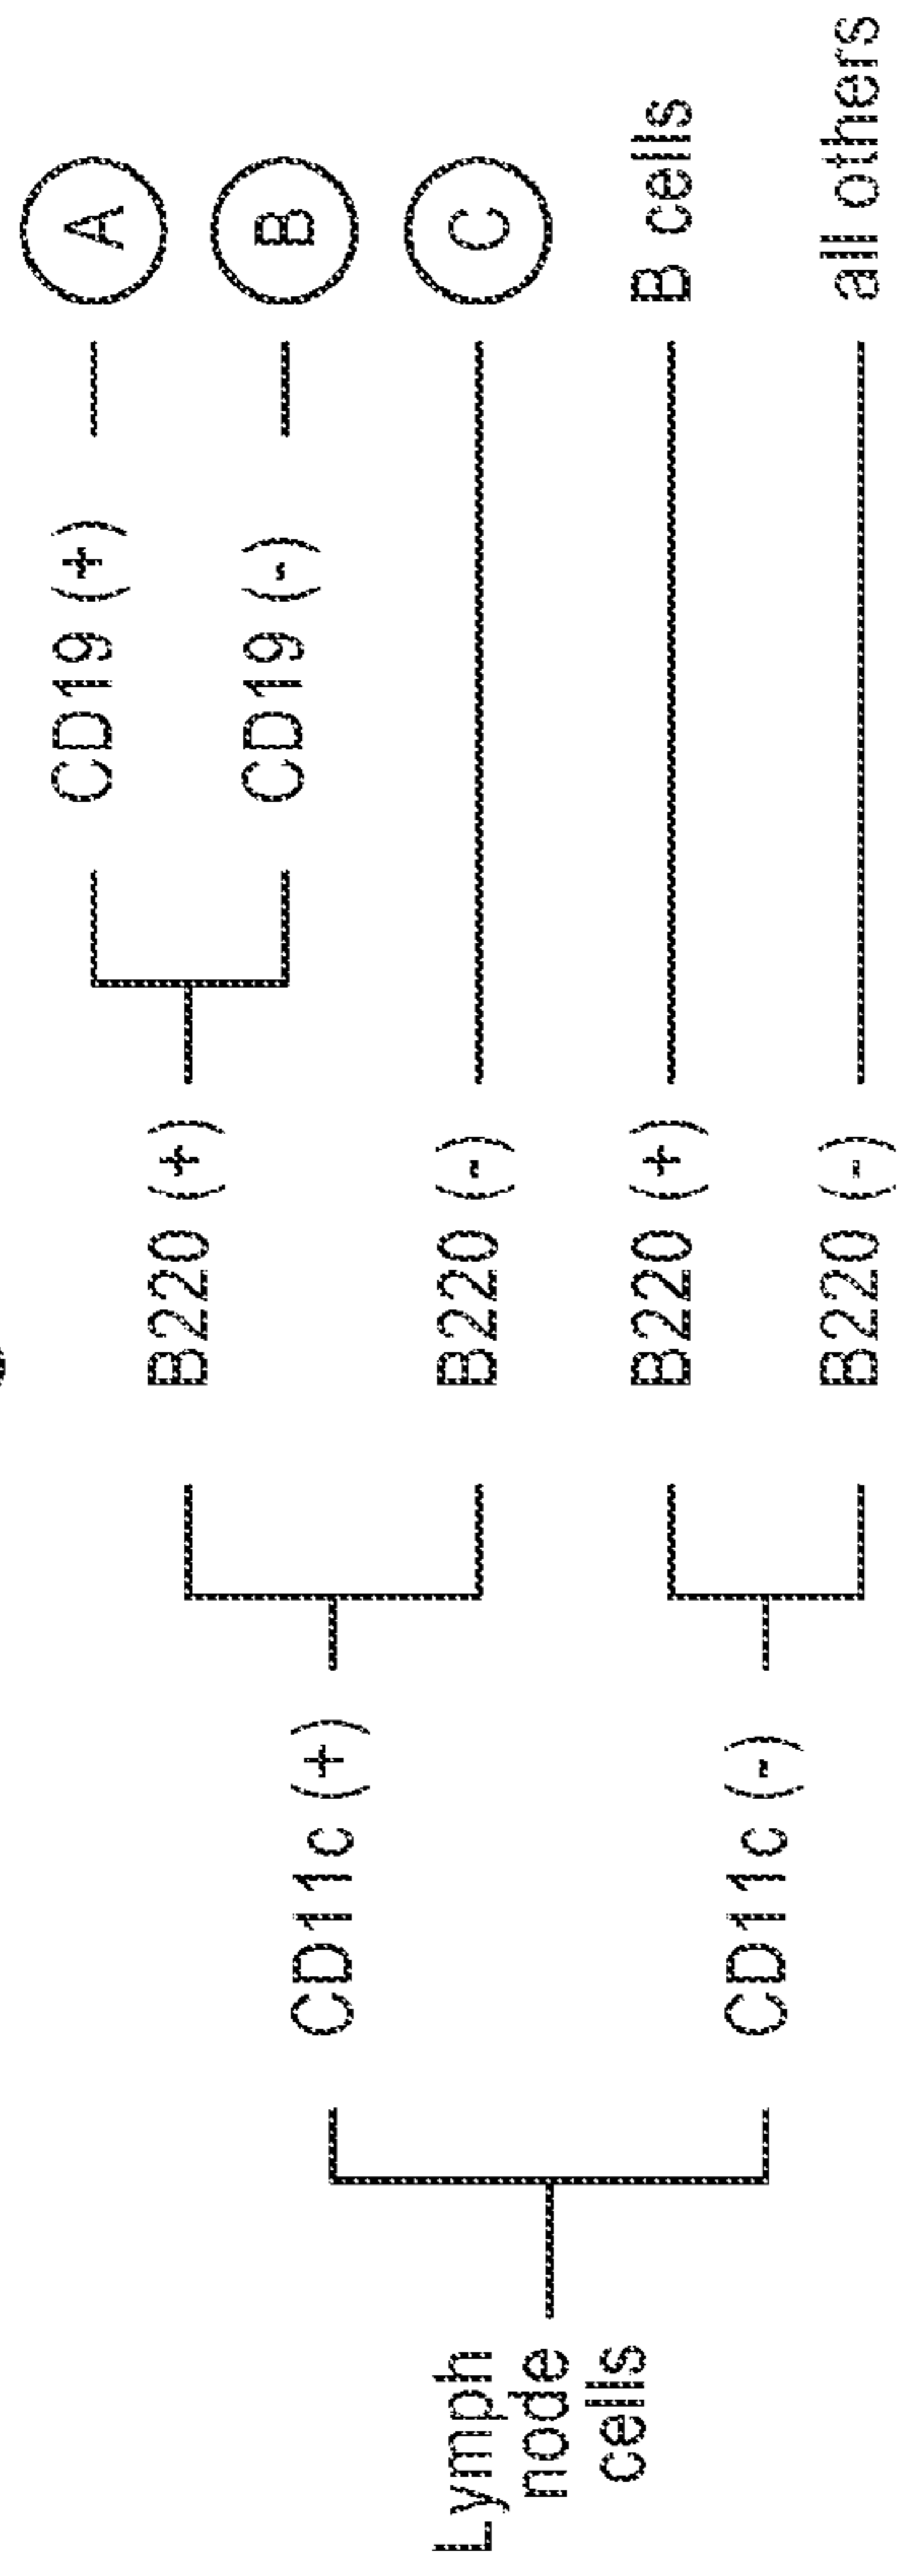 Lymph
node
cells
CD11c (+)
CD11c (-)
B220 (+)
B220 (-)
B220 (+)
B220 (-)
CD19 (+)
CD19 (-)
A
B
C
B cells
all others